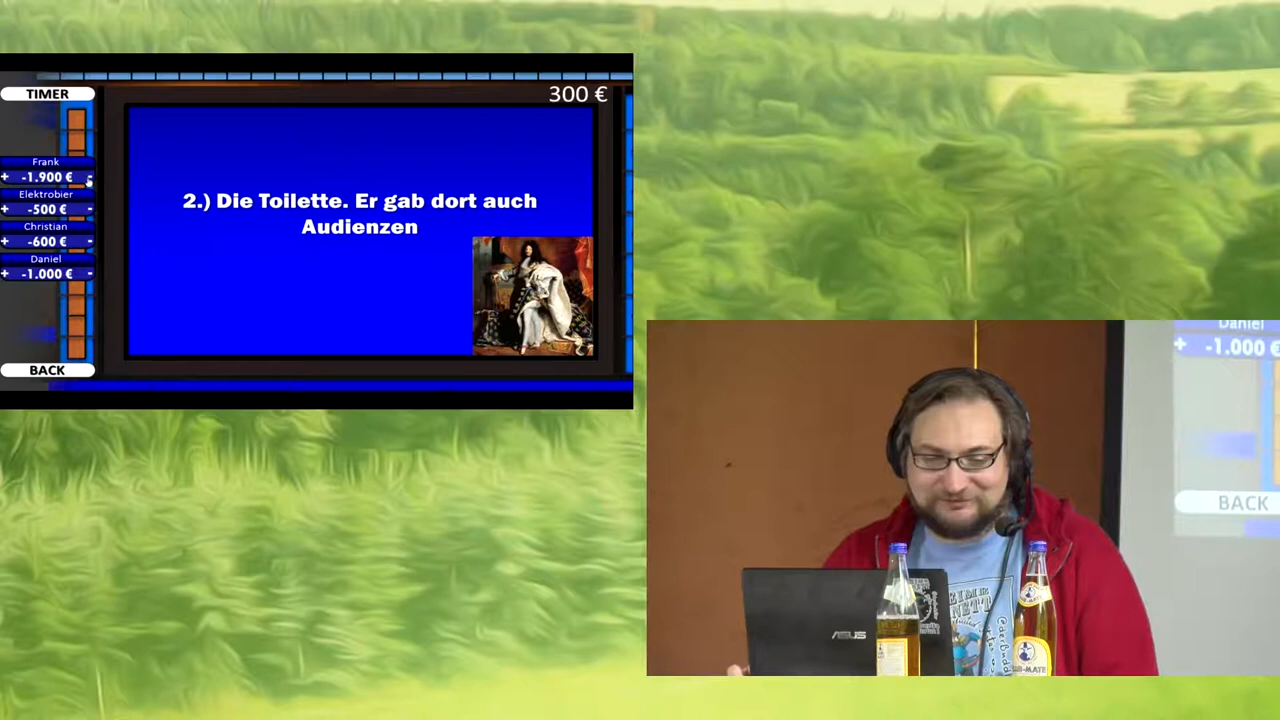 TIMER
300 €
Frank
+ -1.900 € -
Elektrobier
+ -500 € -
Christian
+ -600 € -
Daniel
+ -1.000 € -
BACK
2.) Die Toilette. Er gab dort auch
Audienzen
Daniel
+ -1.000 €
BACK
ASUS